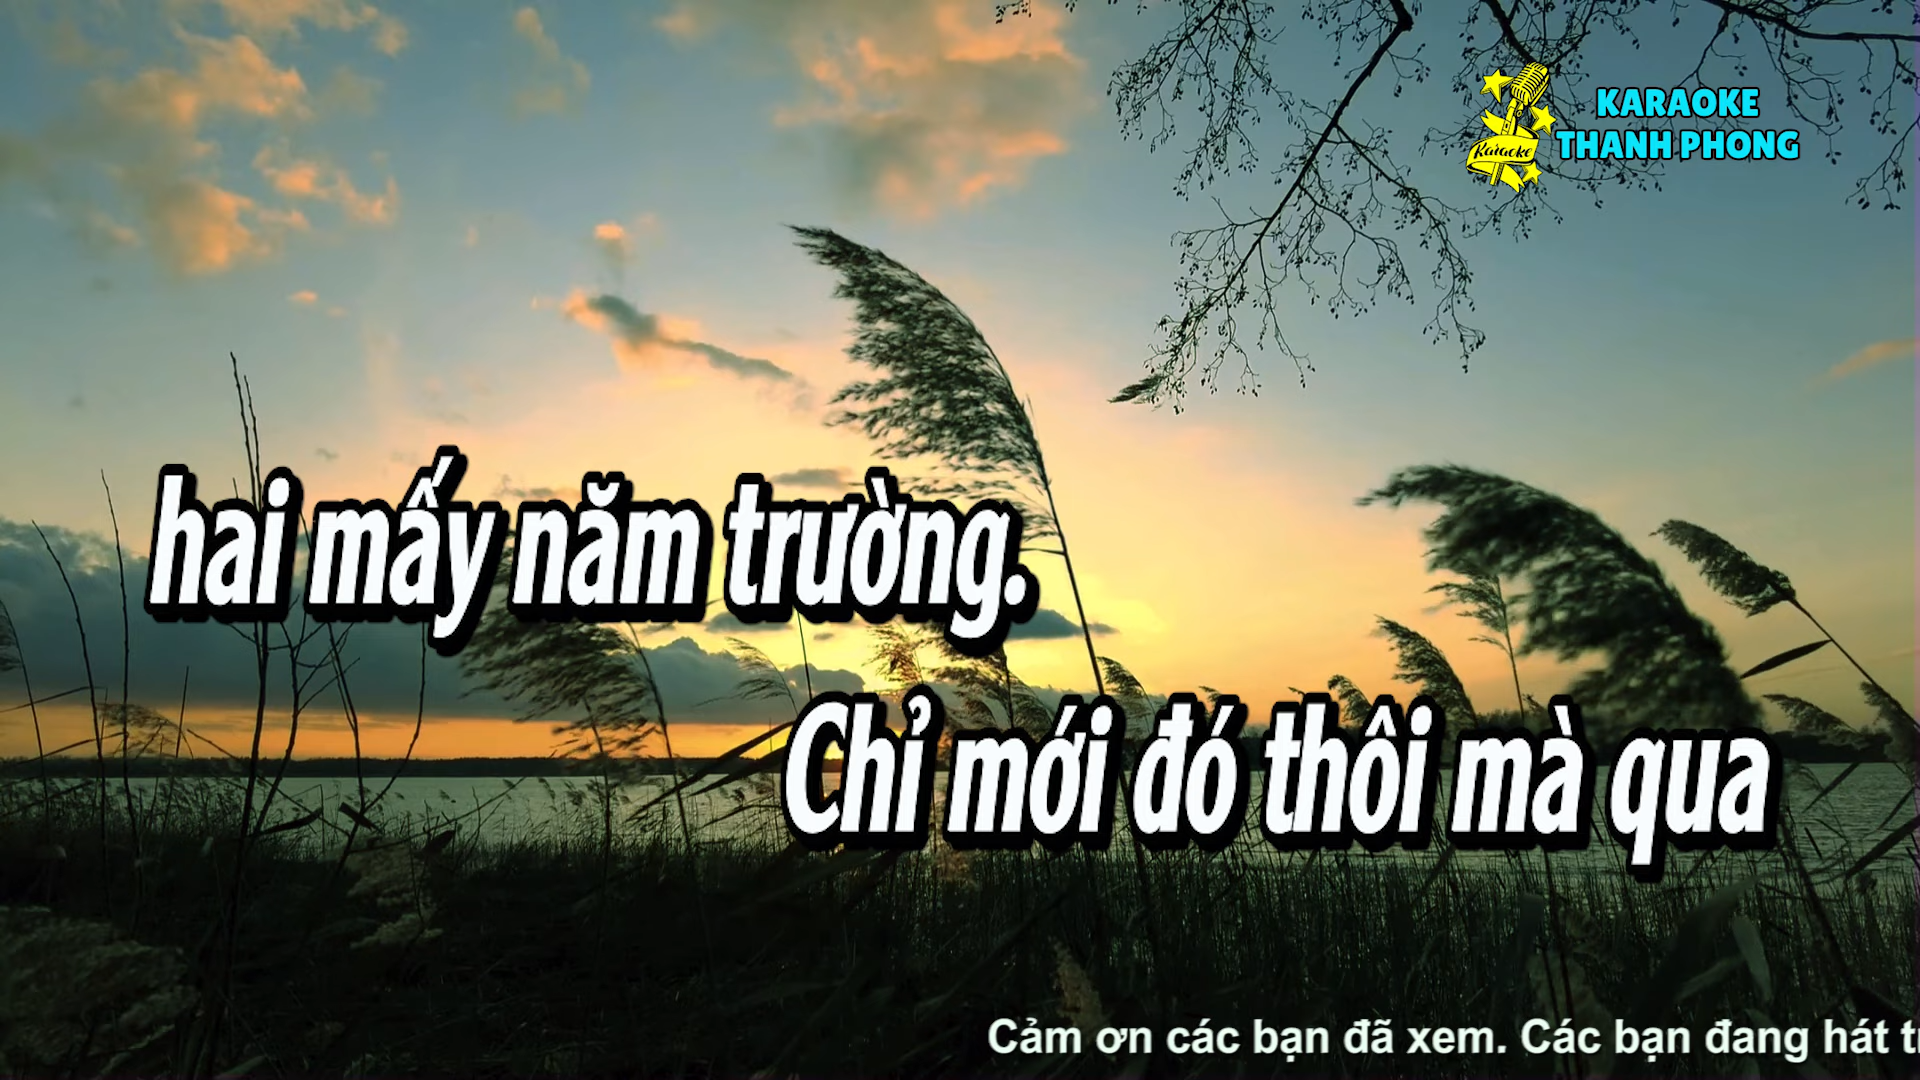 KARAOKE
THANH PHONG
Karaoke
hai mấy năm trường.
Chỉ mới đó thôi mà qua
Cảm ơn các bạn đã xem. Các bạn đang hát